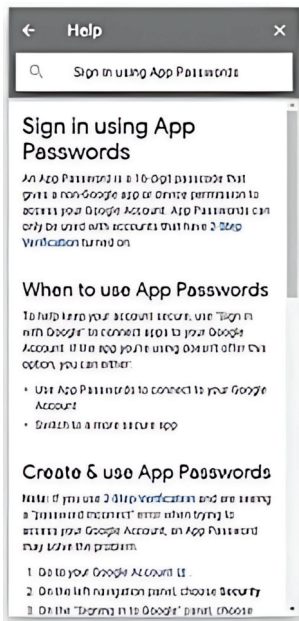 Help
Sign in using App Passwords
Sign in using App
Passwords
An App Password is a 16-digit passcode that
gives a non-Google app or device permission to
access your Google Account. App Passwords can
only be used with accounts that have 2-Step
Verification turned on.
When to use App Passwords
To help keep your account secure, use "Sign in
with Google" to connect apps to your Google
Account. If the app you're using doesn't offer this
option, you can either:
• Use App Passwords to connect to your Google
Account
• Switch to a more secure app
Create & use App Passwords
Note: If you use 2-Step Verification and are seeing
a "password incorrect" error when trying to
access your Google Account, an App Password
may solve the problem.
1. Go to your Google Account
2. On the left navigation panel, choose Security
3. On the "Signing in to Google" panel, choose